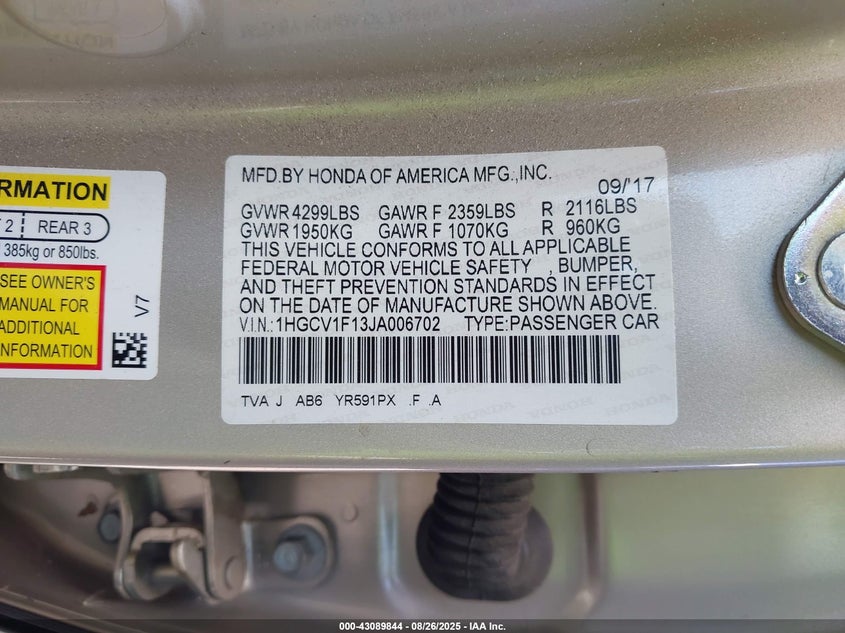 RMATION
2 REAR 3
385kg or 850lbs.
SEE OWNER'S
MANUAL FOR
ADDITIONAL
INFORMATION
V7
MFD.BY HONDA OF AMERICA MFG.,INC.
09/'17
GVWR 4299LBS GAWR F 2359LBS R 2116LBS
GVWR 1950KG GAWR F 1070KG R 960KG
THIS VEHICLE CONFORMS TO ALL APPLICABLE
FEDERAL MOTOR VEHICLE SAFETY , BUMPER,
AND THEFT PREVENTION STANDARDS IN EFFECT
ON THE DATE OF MANUFACTURE SHOWN ABOVE.
V.I.N.: 1HGCV1F13JA006702 TYPE:PASSENGER CAR
TVA J AB6 YR591PX .F .A
000-43089844 - 08/26/2025 - IAA Inc.